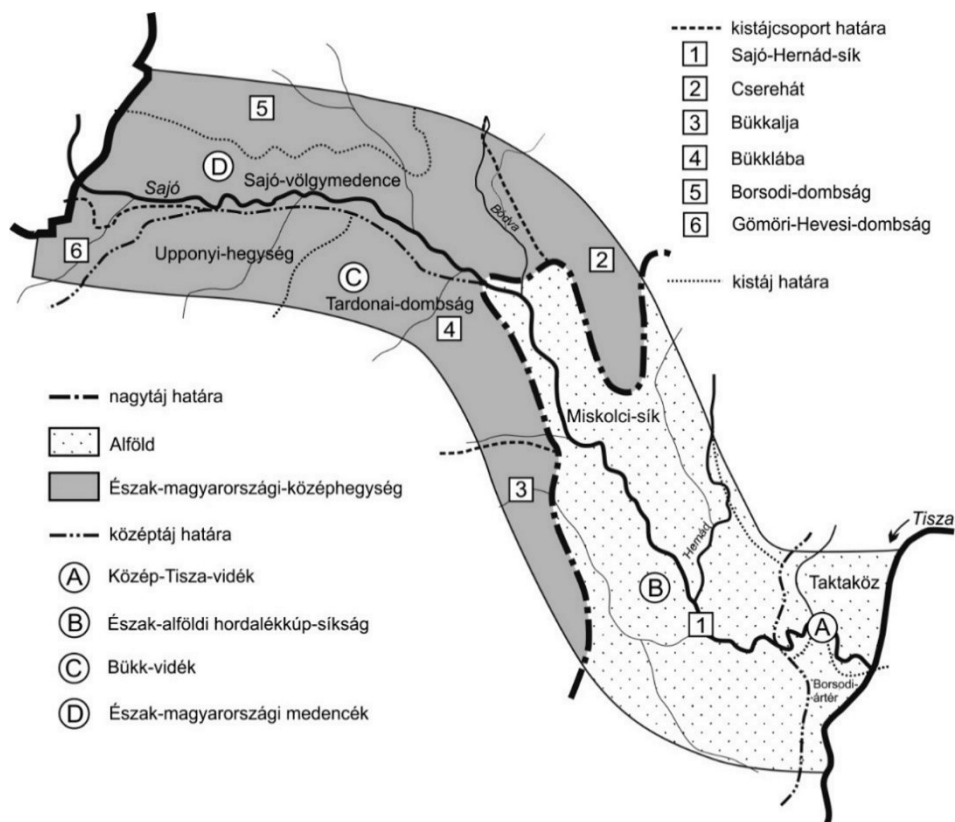 kistájcsoport határa
1 Sajó-Hernád-sík
2 Cserehát
3 Bükkalja
4 Bükklába
5 Borsodi-dombság
6 Gömöri-Hevesi-dombság
kistáj határa
5
D
Sajó
Sajó-völgymedence
Bódva
6
Upponyi-hegység
2
C
Tardonai-dombság
4
nagytáj határa
Alföld
Észak-magyarországi-középhegység
középtáj határa
A Közép-Tisza-vidék
B Észak-alföldi hordalékkúp-síkság
C Bükk-vidék
D Észak-magyarországi medencék
Miskolci-sík
3
Hernád
B
1
Tisza
Taktaköz
A
Borsodi-
ártér